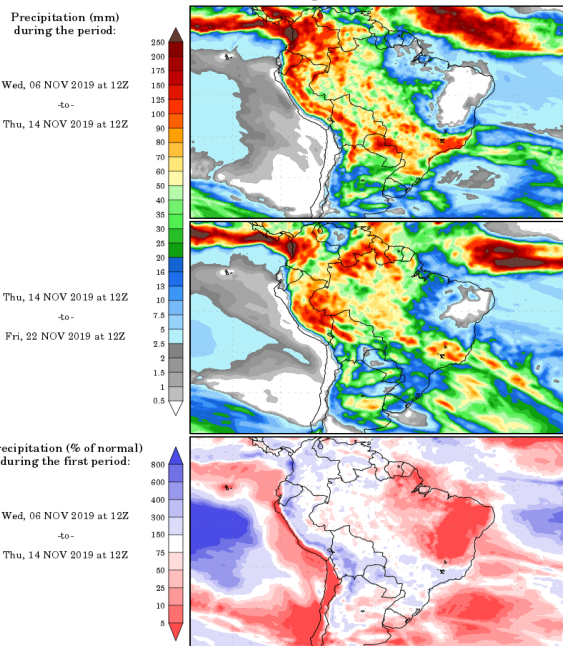 Precipitation (mm)
during the period:
Wed, 06 NOV 2019 at 12Z
-to-
Thu, 14 NOV 2019 at 12Z
250
200
175
150
125
100
90
80
70
60
50
40
35
30
25
20
16
13
10
7.5
5
2.5
2
1.5
1
0.5
Thu, 14 NOV 2019 at 12Z
-to-
Fri, 22 NOV 2019 at 12Z
recipitation (% of normal)
during the first period:
Wed, 06 NOV 2019 at 12Z
-to-
Thu, 14 NOV 2019 at 12Z
800
600
400
300
150
75
50
25
10
5